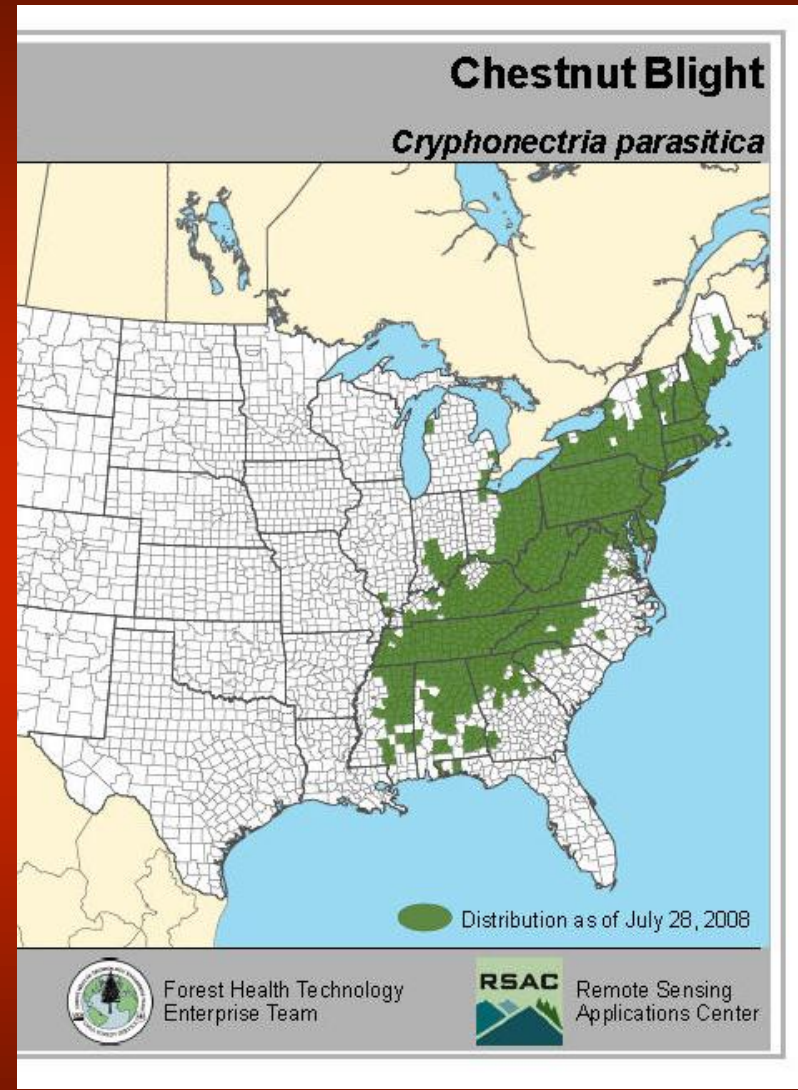 Chestnut Blight
Cryphonectria parasitica
Distribution as of July 28, 2008
Forest Health Technology
Enterprise Team
RSAC
Remote Sensing
Applications Center